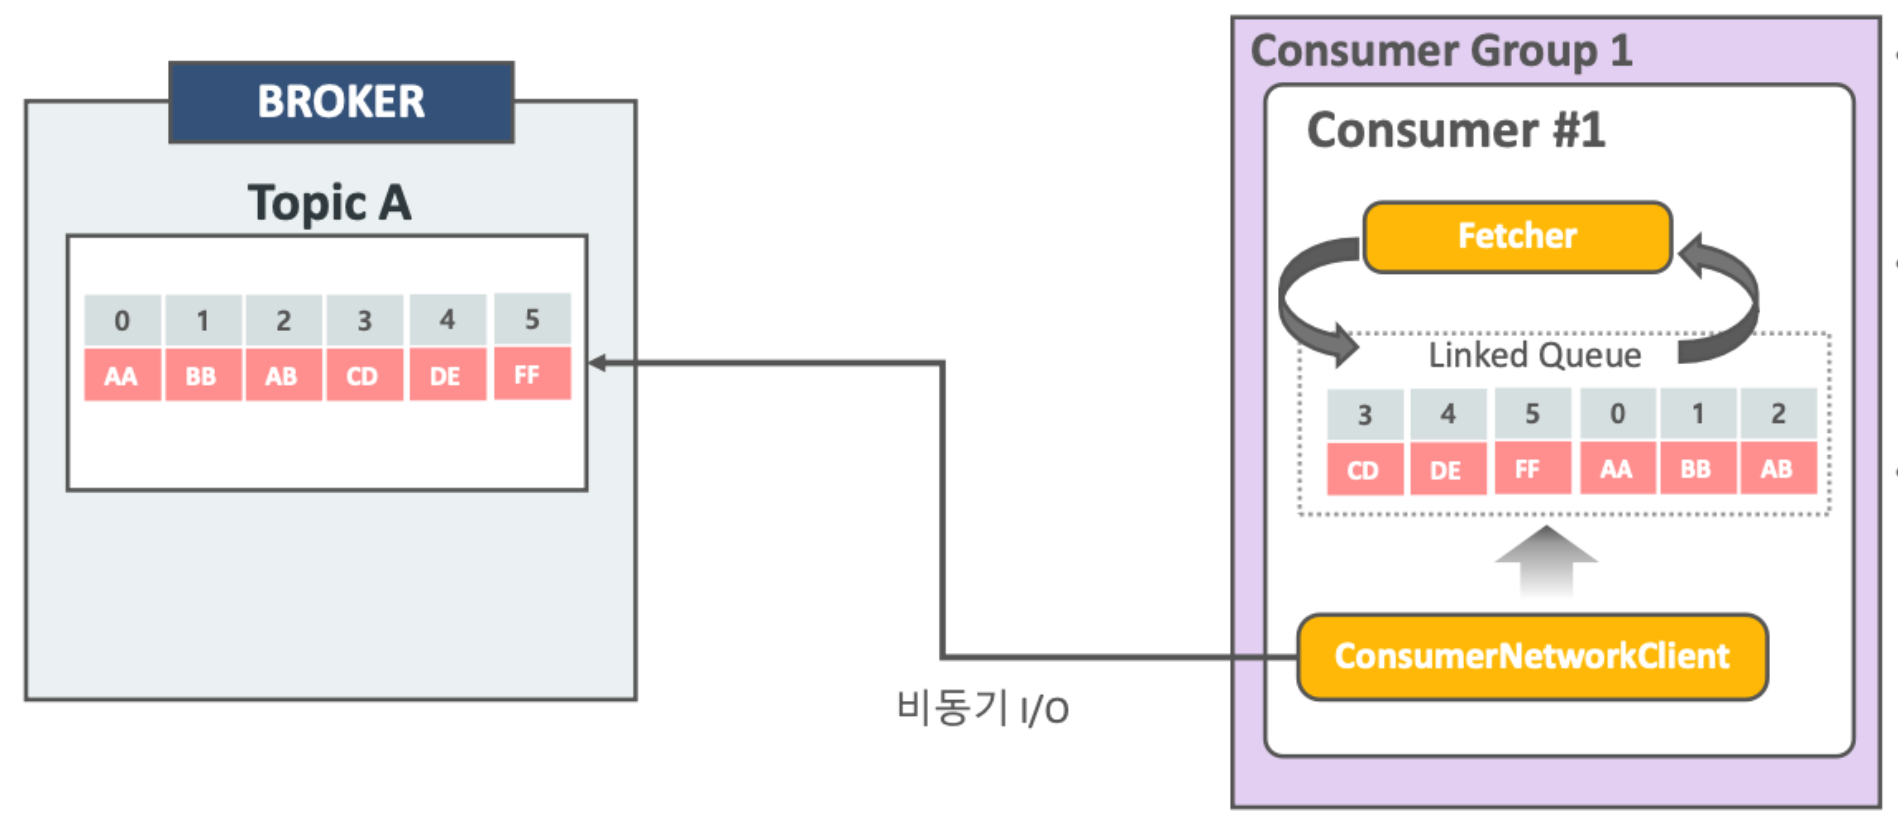 BROKER
Topic A
0 1 2 3 4 5
AA BB AB CD DE FF
비동기 I/O
Consumer Group 1
Consumer #1
Fetcher
Linked Queue
3 4 5 0 1 2
CD DE FF AA BB AB
ConsumerNetworkClient